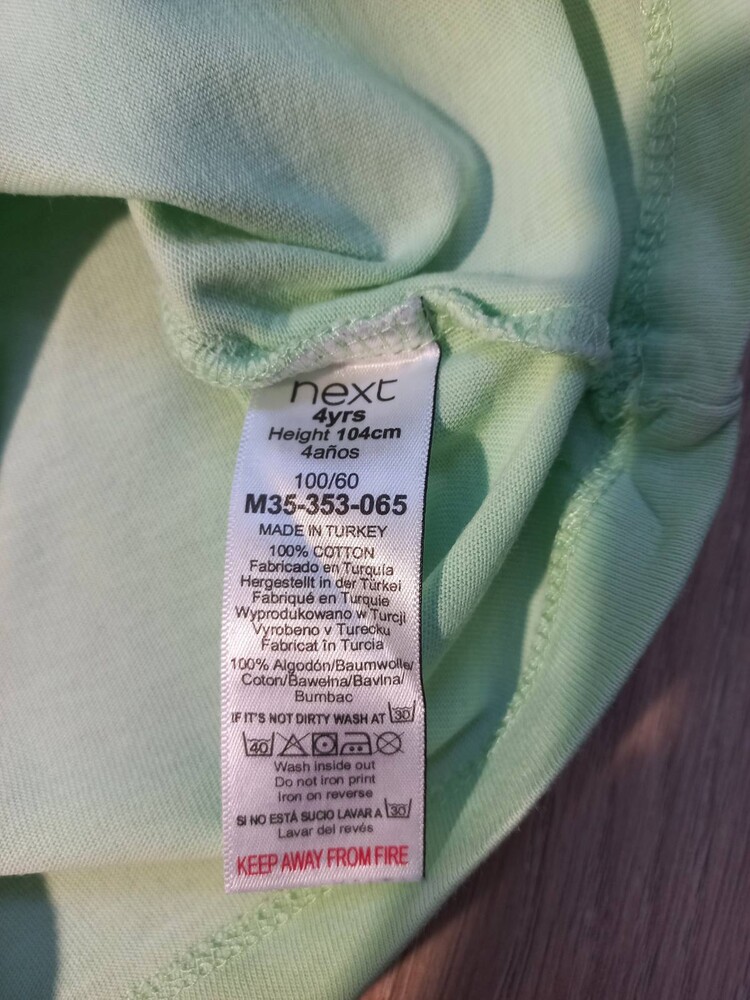 next
4yrs
Height 104cm
4años
100/60
M35-353-065
MADE IN TURKEY
100% COTTON
Fabricado en Turquía
Hergestellt in der Türkei
Fabriqué en Turquie
Wyprodukowano w Turcji
Vyrobeno v Turecku
Fabricat în Turcia
100% Algodón/Baumwolle/
Coton/Bawełna/Bavlna/
Bumbac
IF IT'S NOT DIRTY WASH AT 30
40
Wash inside out
Do not iron print
Iron on reverse
SI NO ESTÁ SUCIO LAVAR A 30
Lavar del revés
KEEP AWAY FROM FIRE